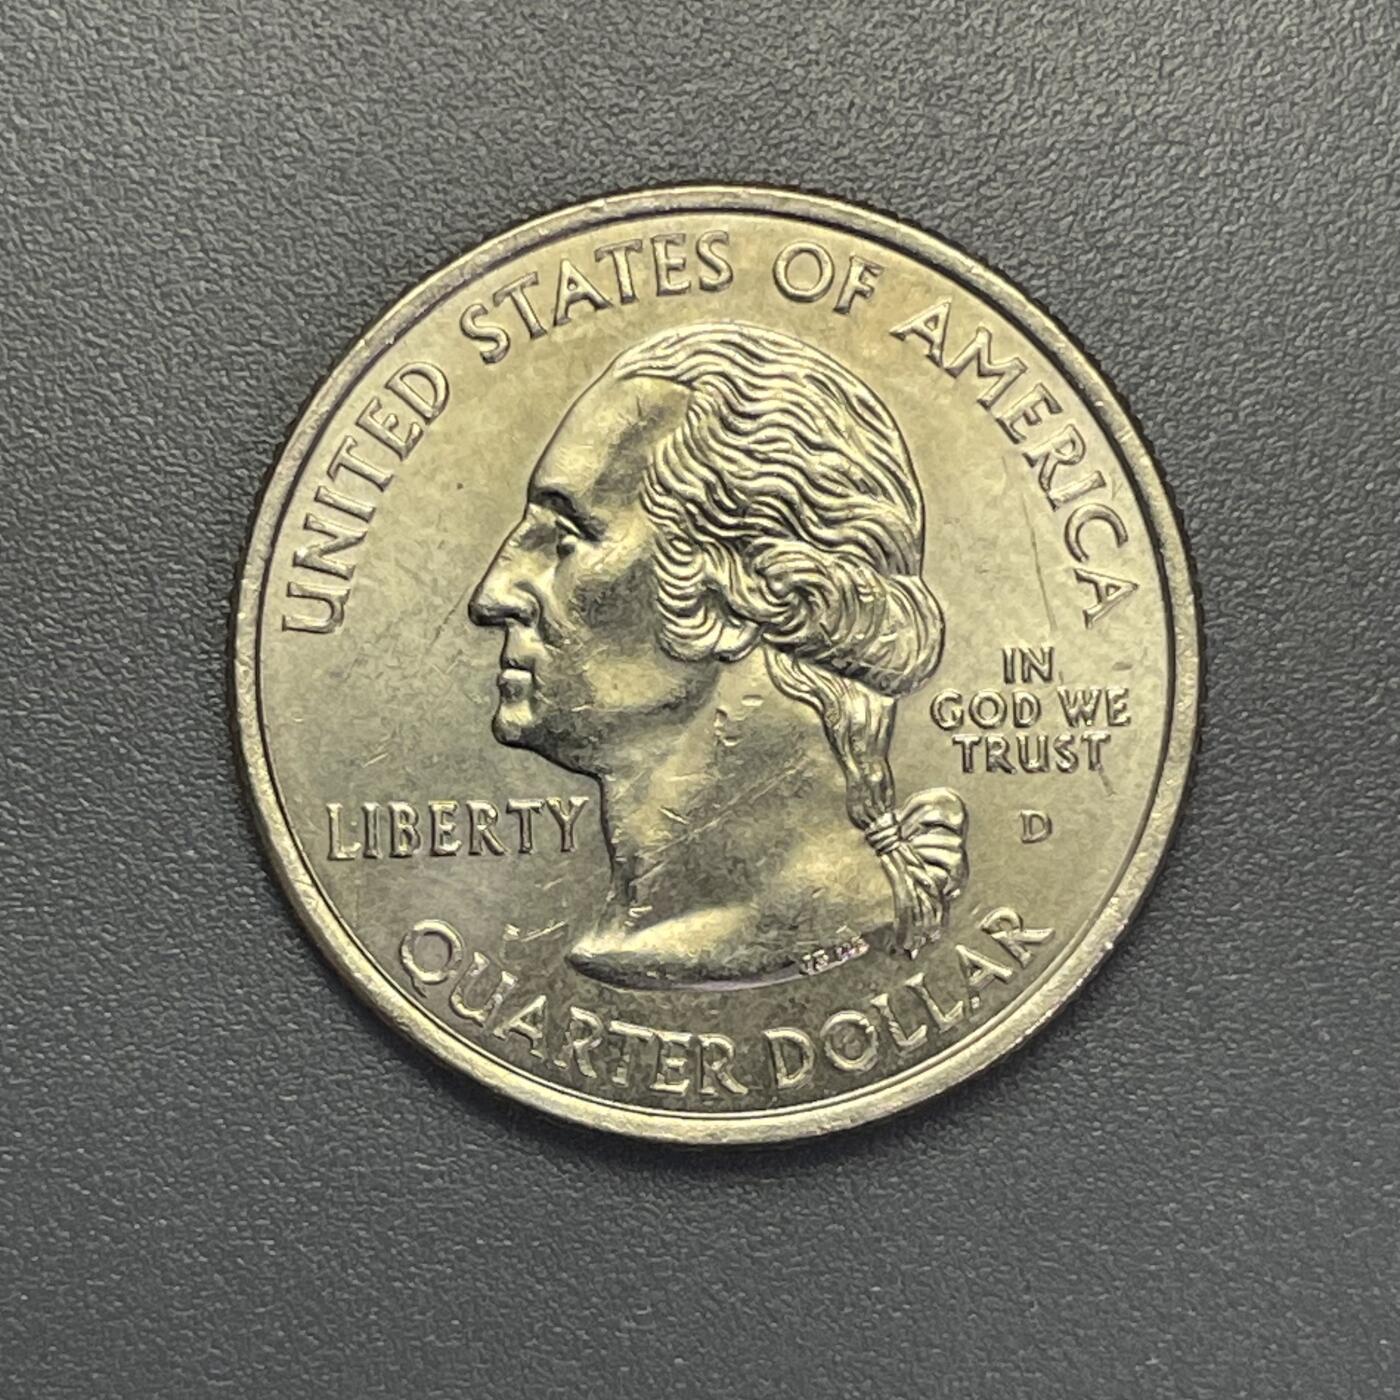 UNITED STATES OF AMERICA
IN
GOD WE
TRUST
LIBERTY
D
QUARTER DOLLAR